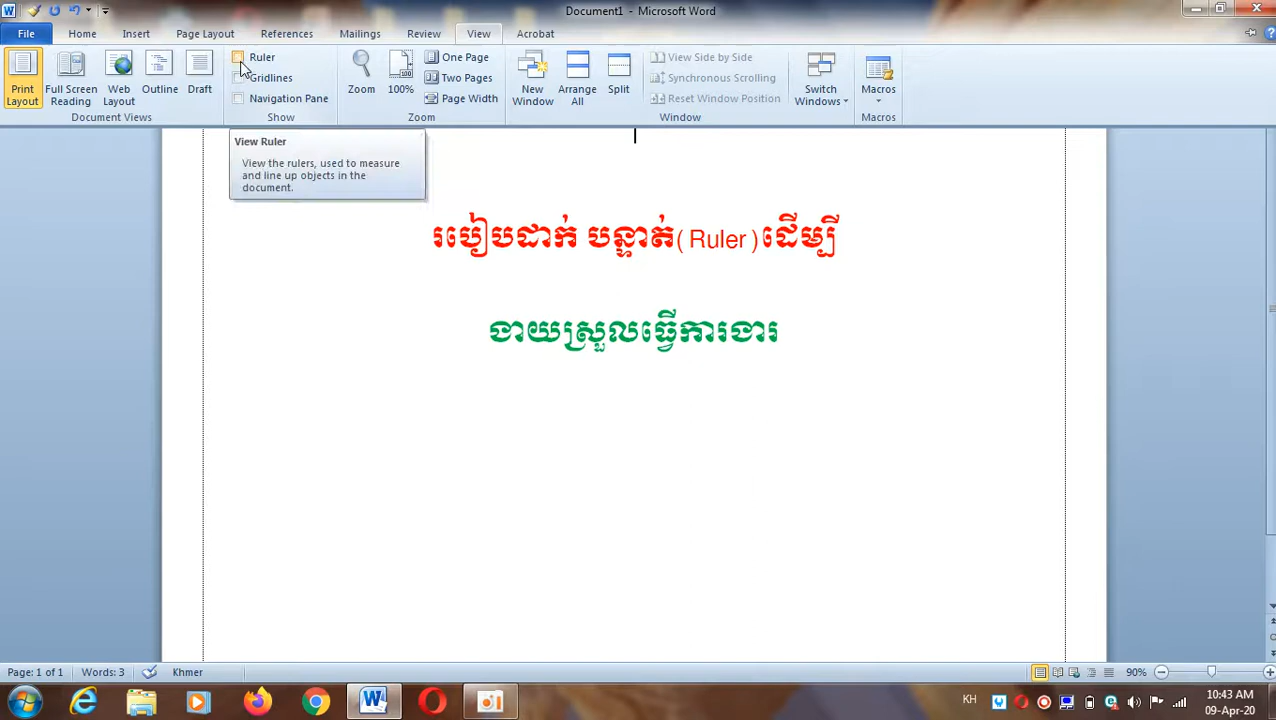 Document1 - Microsoft Word
File Home Insert Page Layout References Mailings Review View Acrobat
Print Layout
Full Screen Reading
Web Layout
Outline
Draft
Document Views
Ruler
Gridlines
Navigation Pane
Show
Zoom
100%
One Page
Two Pages
Page Width
Zoom
New Window
Arrange All
Split
View Side by Side
Synchronous Scrolling
Reset Window Position
Window
Switch Windows
Macros
Macros
View Ruler
View the rulers, used to measure
and line up objects in the
document.
របៀបដាក់ បន្ទាត់( Ruler )ដើម្បី
ងាយស្រួលធ្វើការងារ
Page: 1 of 1 Words: 3 Khmer 90%
KH 10:43 AM
09-Apr-20